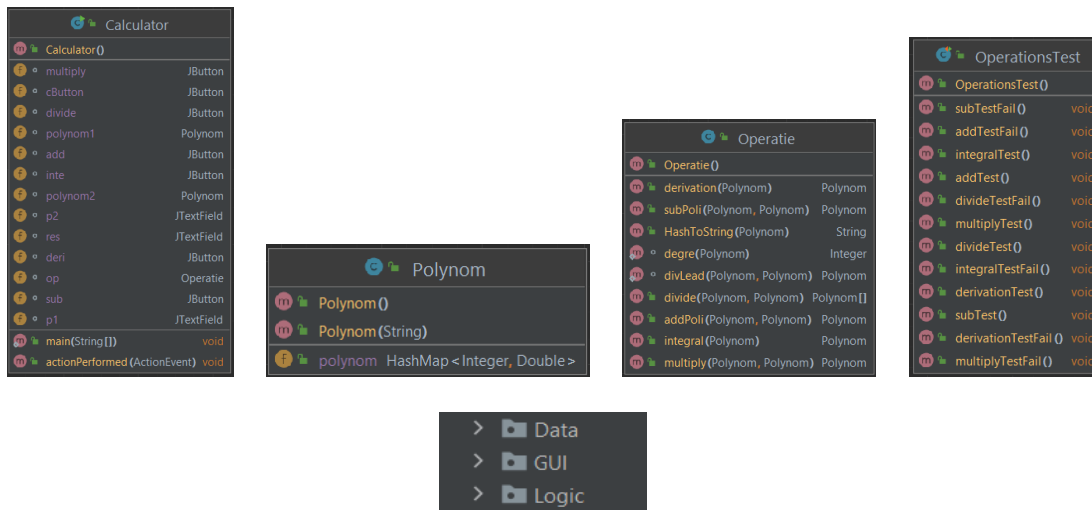 Calculator
Calculator()
multiply JButton
cButton JButton
divide JButton
polynom1 Polynom
add JButton
inte JButton
polynom2 Polynom
p2 JTextField
res JTextField
deri JButton
op Operatie
sub JButton
p1 JTextField
main(String[]) void
actionPerformed(ActionEvent) void
Polynom
Polynom()
Polynom(String)
polynom HashMap<Integer, Double>
Operatie
Operatie()
derivation(Polynom) Polynom
subPoli(Polynom, Polynom) Polynom
HashToString(Polynom) String
degre(Polynom) Integer
divLead(Polynom, Polynom) Polynom
divide(Polynom, Polynom) Polynom[]
addPoli(Polynom, Polynom) Polynom
integral(Polynom) Polynom
multiply(Polynom, Polynom) Polynom
OperationsTest
OperationsTest()
subTestFail() void
addTestFail() void
integralTest() void
addTest() void
divideTestFail() void
multiplyTest() void
divideTest() void
integralTestFail() void
derivationTest() void
subTest() void
derivationTestFail() void
multiplyTestFail() void
Data
GUI
Logic